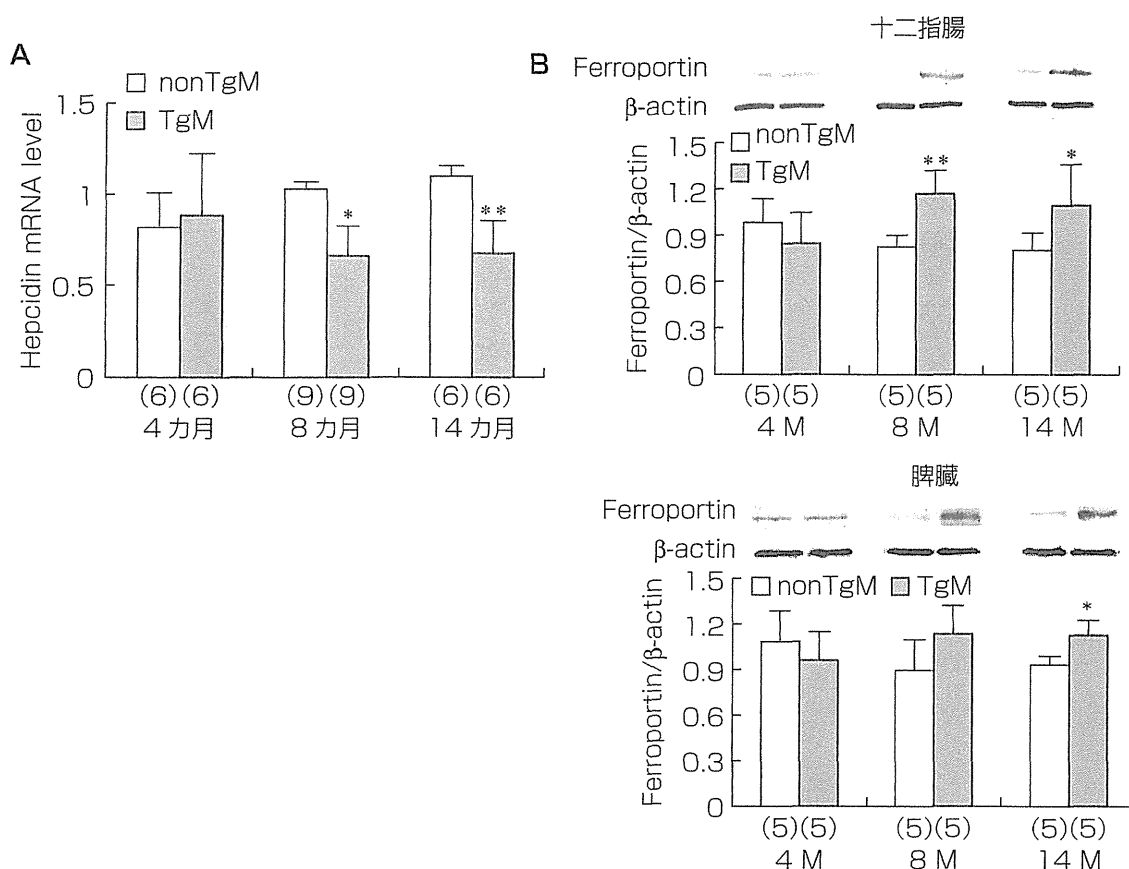 A
nonTgM
TgM
Hepcidin mRNA level
1.5
1
0.5
0
* **
(6)(6) (9)(9) (6)(6)
4カ月 8カ月 14カ月
B
十二指腸
Ferroportin
β-actin
nonTgM
TgM
Ferroportin/β-actin
1.5
1.2
0.9
0.6
0.3
0
** *
(5)(5) (5)(5) (5)(5)
4 M 8 M 14 M
脾臓
Ferroportin
β-actin
nonTgM TgM
Ferroportin/β-actin
1.5
1.2
0.9
0.6
0.3
0
*
(5)(5) (5)(5) (5)(5)
4 M 8 M 14 M